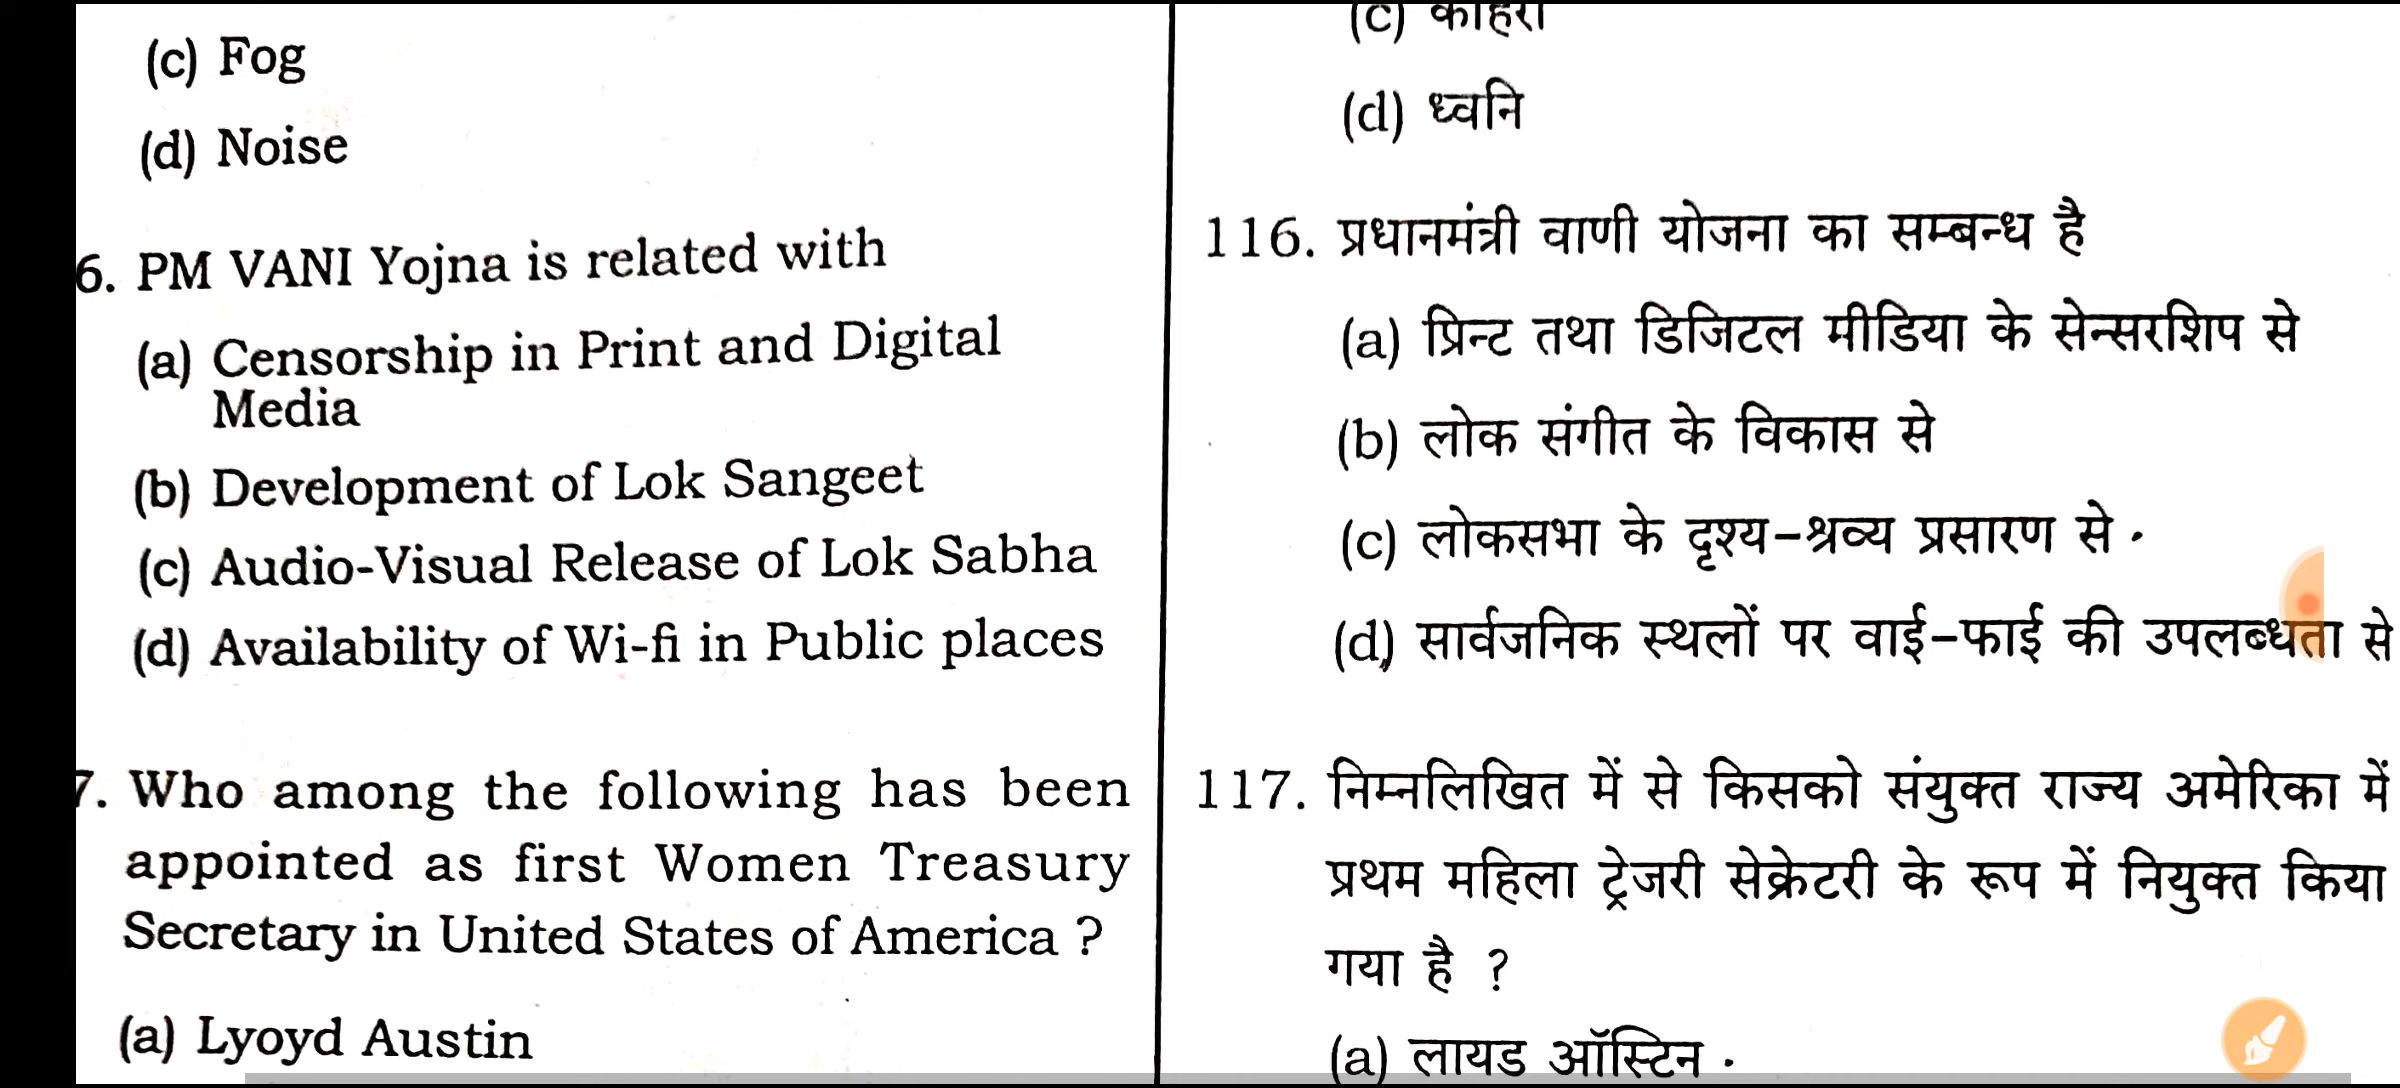 (c) Fog
(d) Noise
6. PM VANI Yojna is related with
(a) Censorship in Print and Digital
Media
(b) Development of Lok Sangeet
(c) Audio-Visual Release of Lok Sabha
(d) Availability of Wi-fi in Public places
7. Who among the following has been
appointed as first Women Treasury
Secretary in United States of America ?
(a) Lyoyd Austin
(c) कोहरा
(d) ध्वनि
116. प्रधानमंत्री वाणी योजना का सम्बन्ध है
(a) प्रिन्ट तथा डिजिटल मीडिया के सेन्सरशिप से
(b) लोक संगीत के विकास से
(c) लोकसभा के दृश्य-श्रव्य प्रसारण से
(d) सार्वजनिक स्थलों पर वाई-फाई की उपलब्धता से
117. निम्नलिखित में से किसको संयुक्त राज्य अमेरिका में
प्रथम महिला ट्रेजरी सेक्रेटरी के रूप में नियुक्त किया
गया है ?
(a) लायड ऑस्टिन